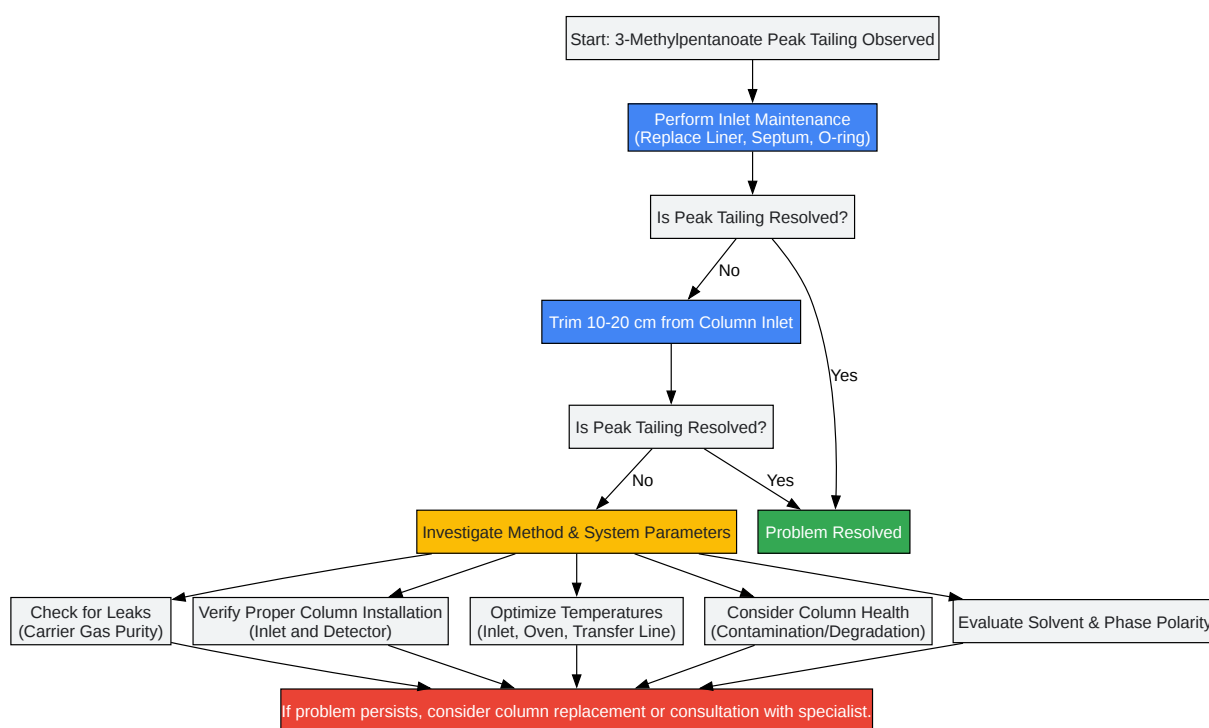 Start: 3-Methylpentanoate Peak Tailing Observed
Perform Inlet Maintenance
(Replace Liner, Septum, O-ring)
Is Peak Tailing Resolved?
No
Trim 10-20 cm from Column Inlet
Yes
Is Peak Tailing Resolved?
No
Yes
Investigate Method & System Parameters
Problem Resolved
Check for Leaks
(Carrier Gas Purity)
Verify Proper Column Installation
(Inlet and Detector)
Optimize Temperatures
(Inlet, Oven, Transfer Line)
Consider Column Health
(Contamination/Degradation)
Evaluate Solvent & Phase Polarity
If problem persists, consider column replacement or consultation with specialist.